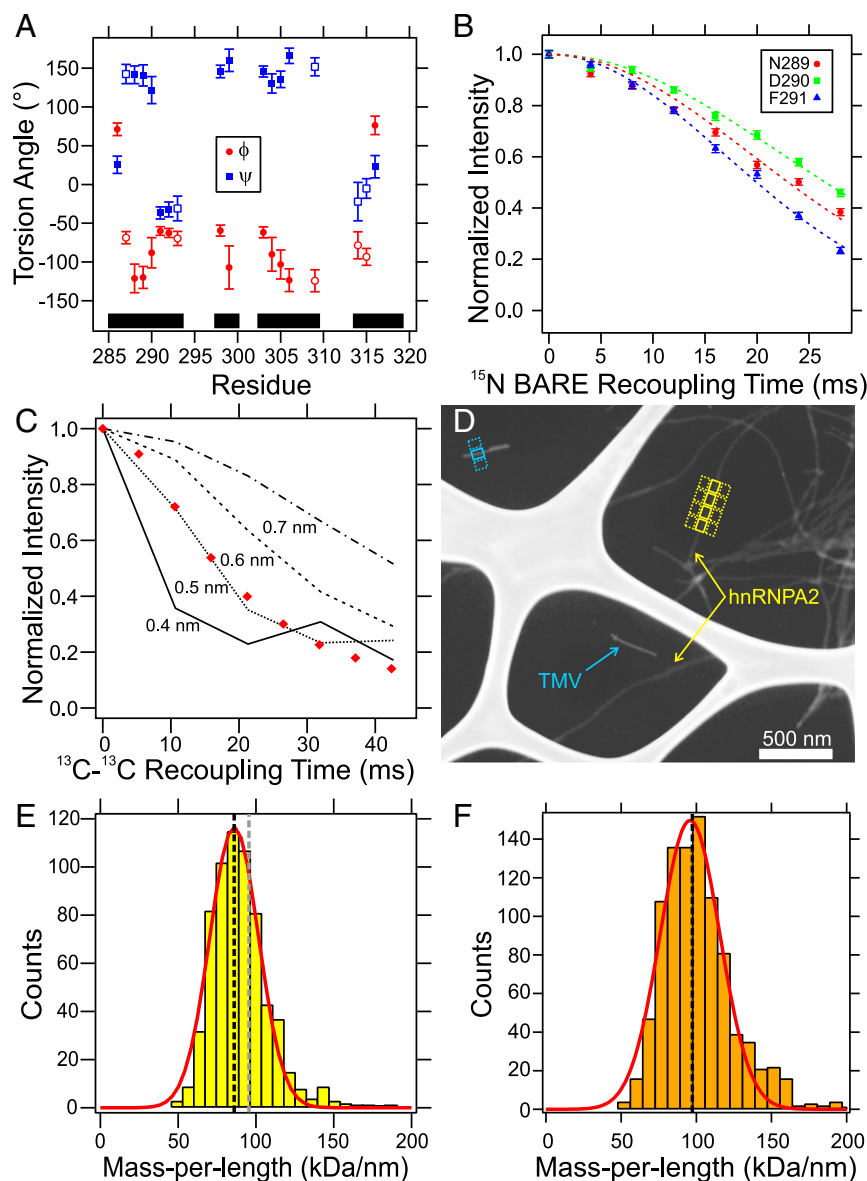 A
Torsion Angle (°)
150
100
50
0
-50
-100
-150
ϕ
ψ
285 290 295 300 305 310 315 320
Residue
B
Normalized Intensity
1.0
0.8
0.6
0.4
0.2
0.0
N289
D290
F291
0 5 10 15 20 25
¹⁵N BARE Recoupling Time (ms)
C
Normalized Intensity
1.0
0.8
0.6
0.4
0.2
0.0
0.7 nm
0.6 nm
0.5 nm
0.4 nm
0 10 20 30 40
¹³C-¹³C Recoupling Time (ms)
D
hnRNPA2
TMV
500 nm
E
Counts
120
100
80
60
40
20
0
0 50 100 150 200
Mass-per-length (kDa/nm)
F
Counts
140
120
100
80
60
40
20
0
0 50 100 150 200
Mass-per-length (kDa/nm)